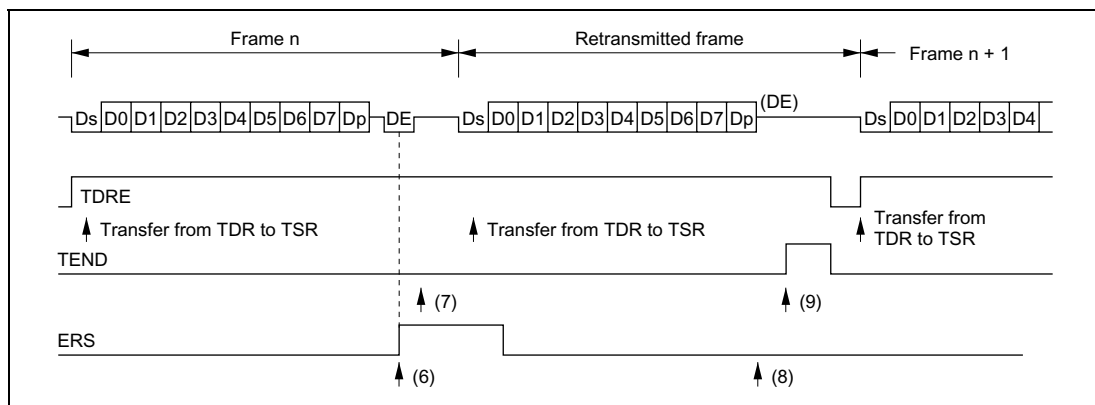 Frame n
Retransmitted frame
Frame n + 1
(DE)
Ds D0 D1 D2 D3 D4 D5 D6 D7 Dp DE Ds D0 D1 D2 D3 D4 D5 D6 D7 Dp Ds D0 D1 D2 D3 D4
TDRE
Transfer from TDR to TSR
Transfer from TDR to TSR
Transfer from
TDR to TSR
TEND
(7)
(9)
ERS
(6)
(8)